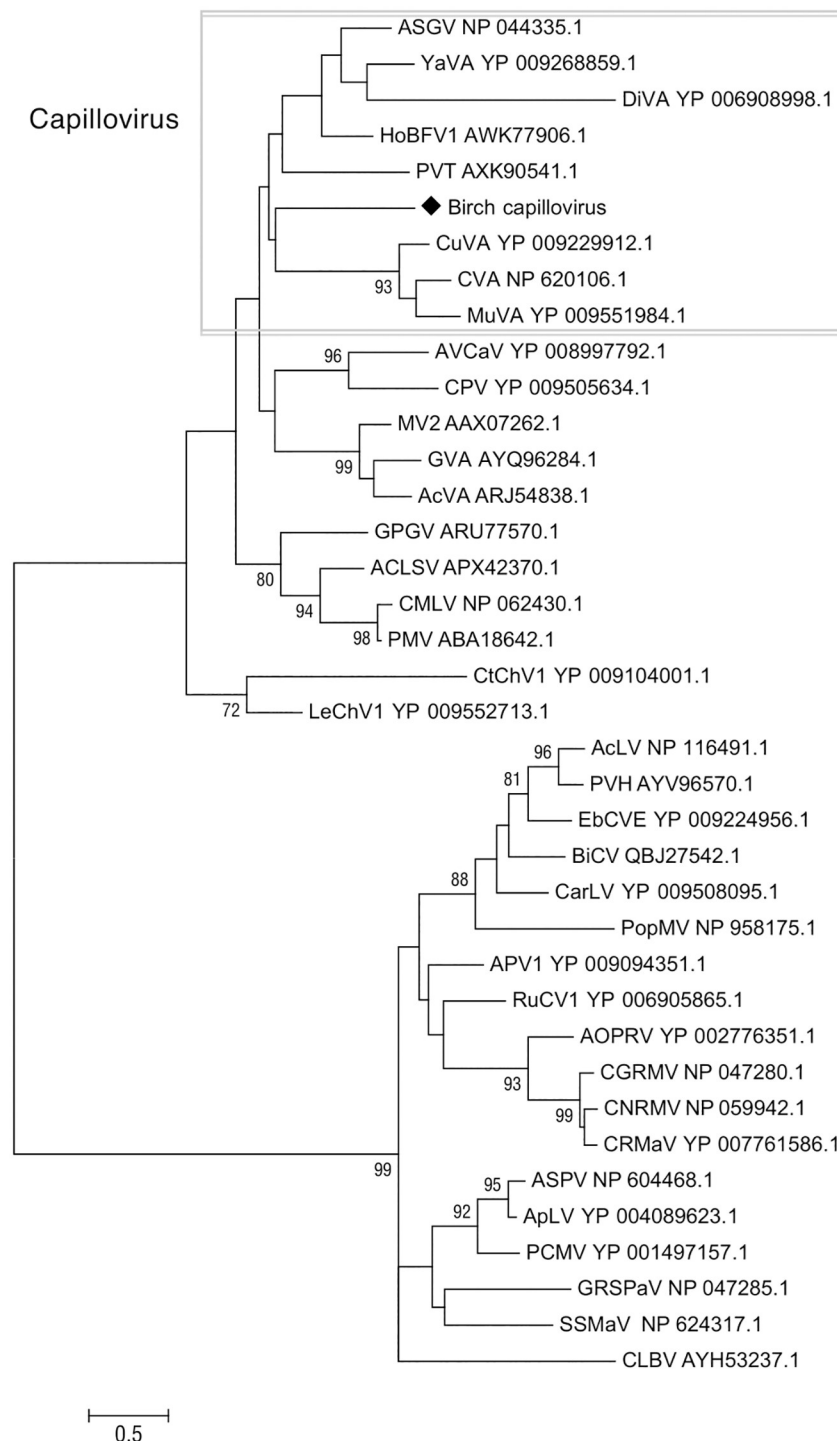 ASGV NP 044335.1
YaVA YP 009268859.1
DiVA YP 006908998.1
Capillovirus
HoBFV1 AWK77906.1
PVT AXK90541.1
Birch capillovirus
CuVA YP 009229912.1
93
CVA NP 620106.1
MuVA YP 009551984.1
96
AVCaV YP 008997792.1
CPV YP 009505634.1
MV2 AAX07262.1
99
GVA AYQ96284.1
AcVA ARJ54838.1
GPGV ARU77570.1
80
ACLSV APX42370.1
94
CMLV NP 062430.1
98
PMV ABA18642.1
CtChV1 YP 009104001.1
72
LeChV1 YP 009552713.1
96
AcLV NP 116491.1
81
PVH AYV96570.1
EbCVE YP 009224956.1
BiCV QBJ27542.1
88
CarLV YP 009508095.1
PopMV NP 958175.1
APV1 YP 009094351.1
RuCV1 YP 006905865.1
AOPRV YP 002776351.1
93
CGRMV NP 047280.1
99
CNRMV NP 059942.1
CRMaV YP 007761586.1
99
95
ASPV NP 604468.1
92
ApLV YP 004089623.1
PCMV YP 001497157.1
GRSPaV NP 047285.1
SSMaV NP 624317.1
CLBV AYH53237.1
0.5